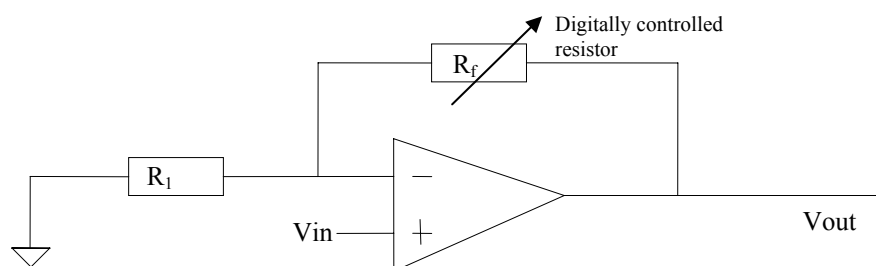 Digitally controlled
resistor
Rf
R1
−
Vin
+
Vout